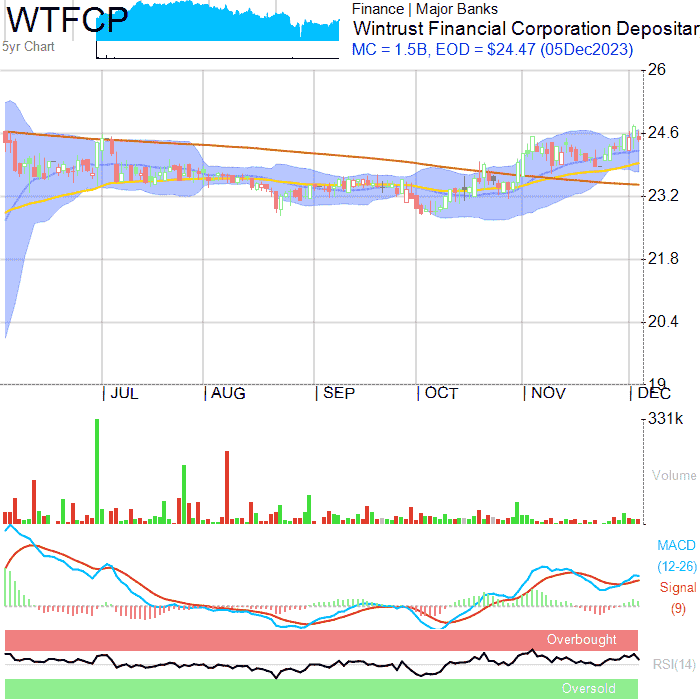 WTFCP
5yr Chart
Finance | Major Banks
Wintrust Financial Corporation Depositar
MC = 1.5B, EOD = $24.47 (05Dec2023)
26
24.6
23.2
21.8
20.4
19
JUL AUG SEP OCT NOV DEC
331k
Volume
MACD
(12-26)
Signal
(9)
Overbought
RSI(14)
Oversold